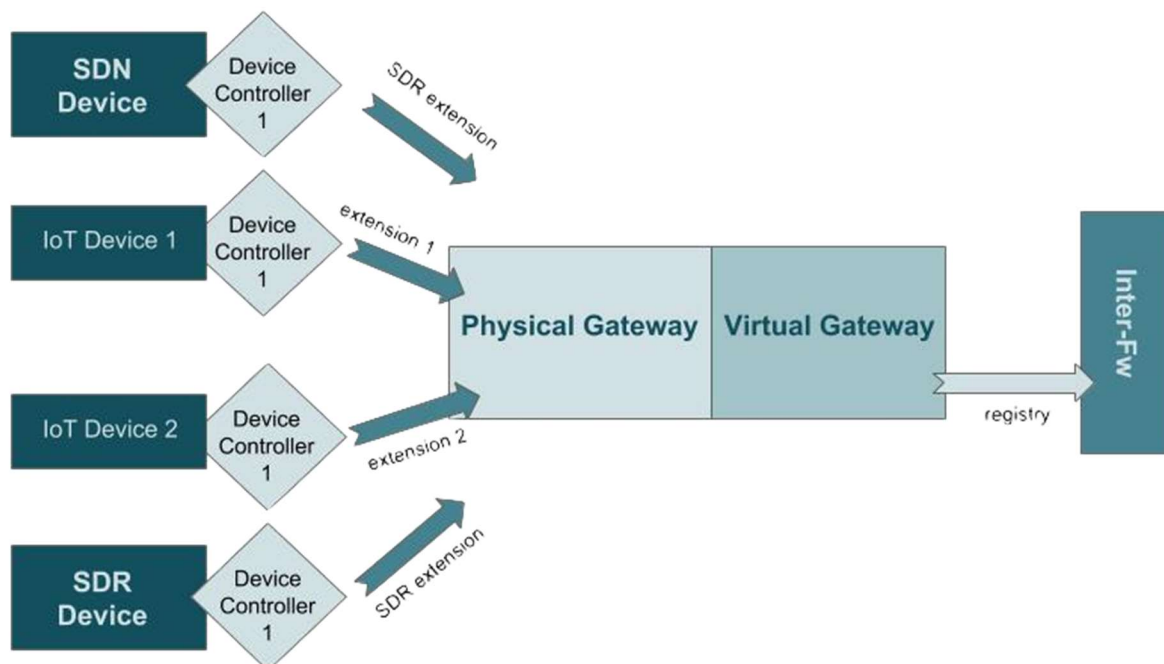 SDN
Device
Device
Controller
1
SDR extension
IoT Device 1
Device
Controller
1
extension 1
Physical Gateway
Virtual Gateway
Inter-Fw
registry
IoT Device 2
Device
Controller
1
extension 2
SDR
Device
Device
Controller
1
SDR extension